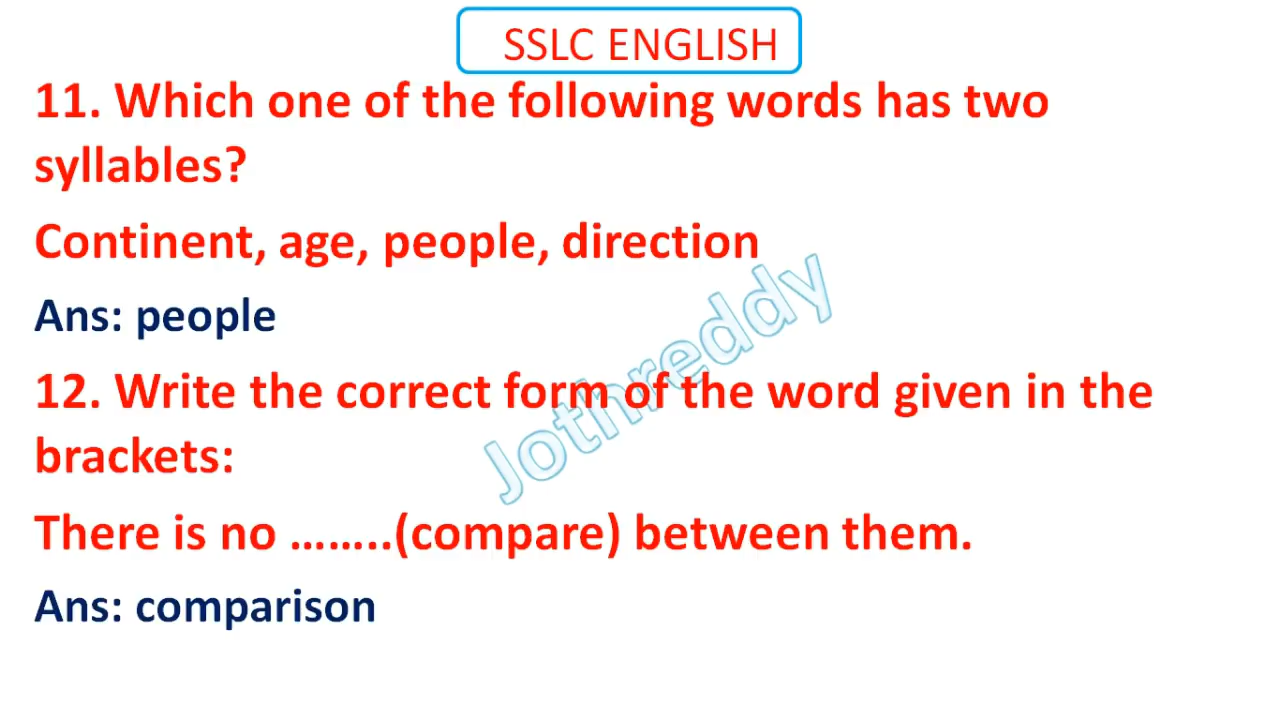 SSLC ENGLISH
11. Which one of the following words has two
syllables?
Continent, age, people, direction
Ans: people
12. Write the correct form of the word given in the
brackets:
There is no ……..(compare) between them.
Ans: comparison
Jothreddy